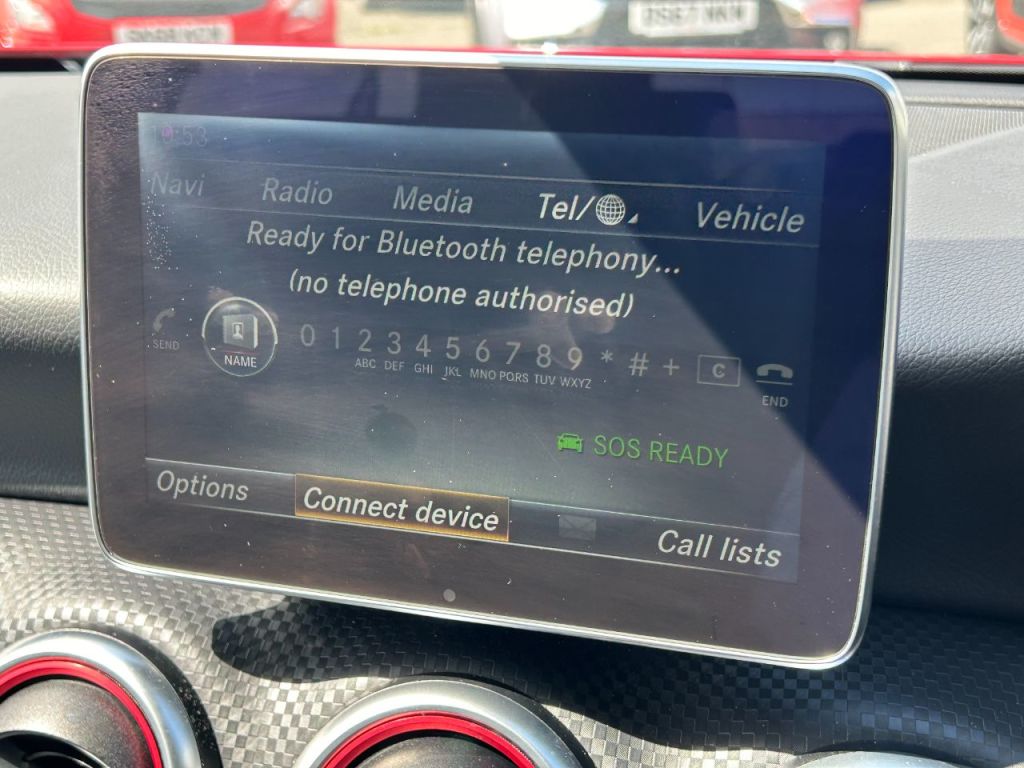 :53
Navi Radio Media Tel/ Vehicle
Ready for Bluetooth telephony...
(no telephone authorised)
SEND NAME 0 1 2 3 4 5 6 7 8 9 * # + C END
ABC DEF GHI JKL MNO PQRS TUV WXYZ
SOS READY
Options Connect device Call lists